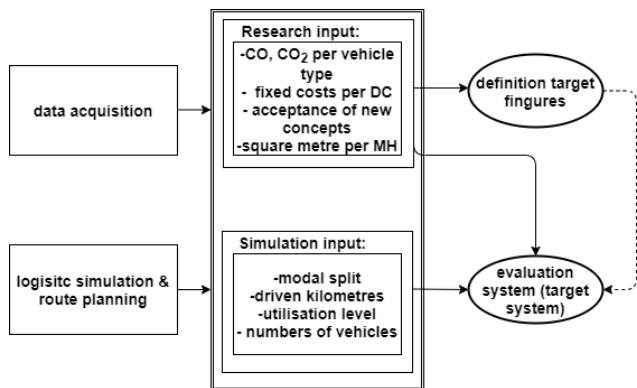 data acquisition
Research input:
-CO, CO2 per vehicle
type
- fixed costs per DC
- acceptance of new
concepts
-square metre per MH
definition target
fingures
logisitc simulation &
route planning
Simulation input:
-modal split
-driven kilometres
-utilisation level
- numbers of vehicles
evaluation
system (target
system)